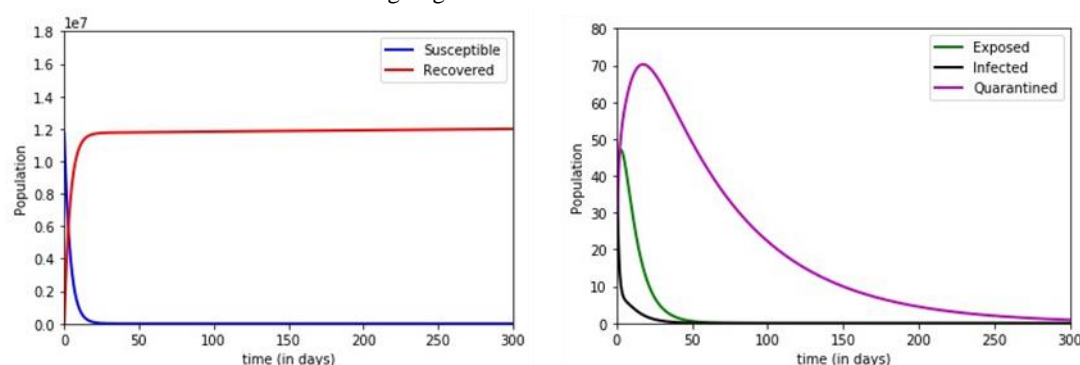 1e7
1.8
1.6
1.4
1.2
1.0
0.8
0.6
0.4
0.2
0.0
Population
0 50 100 150 200 250 300
time (in days)
Susceptible
Recovered
80
70
60
50
40
30
20
10
0
Population
0 50 100 150 200 250 300
time (in days)
Exposed
Infected
Quarantined